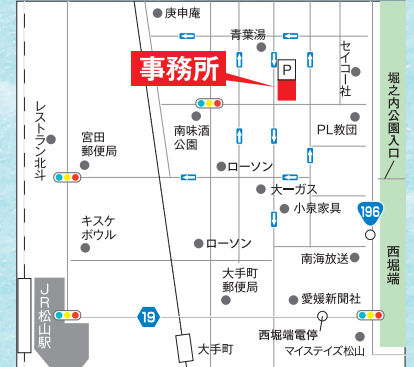 庚申庵
青葉湯
セイコー社
事務所
P
堀之内公園入口
レストラン北斗
宮田
郵便局
南味酒
公園
PL教団
ローソン
大一ガス
小泉家具
196
キスケ
ボウル
ローソン
南海放送
西堀端
大手町
郵便局
愛媛新聞社
JR松山駅
19
西堀端電停
大手町
マイステイズ松山